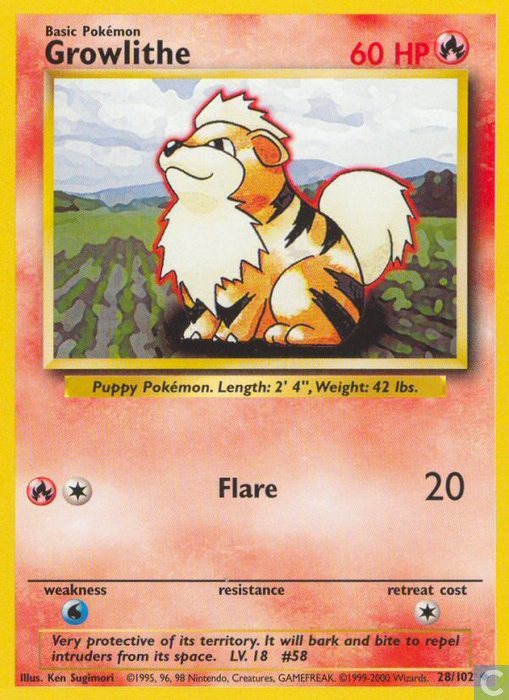 Basic Pokémon
Growlithe
60 HP
Puppy Pokémon. Length: 2' 4", Weight: 42 lbs.
Flare 20
weakness resistance retreat cost
Very protective of its territory. It will bark and bite to repel
intruders from its space. LV. 18 #58
Illus. Ken Sugimori ©1995, 96, 98 Nintendo, Creatures, GAMEFREAK. ©1999-2000 Wizards. 28/102
C